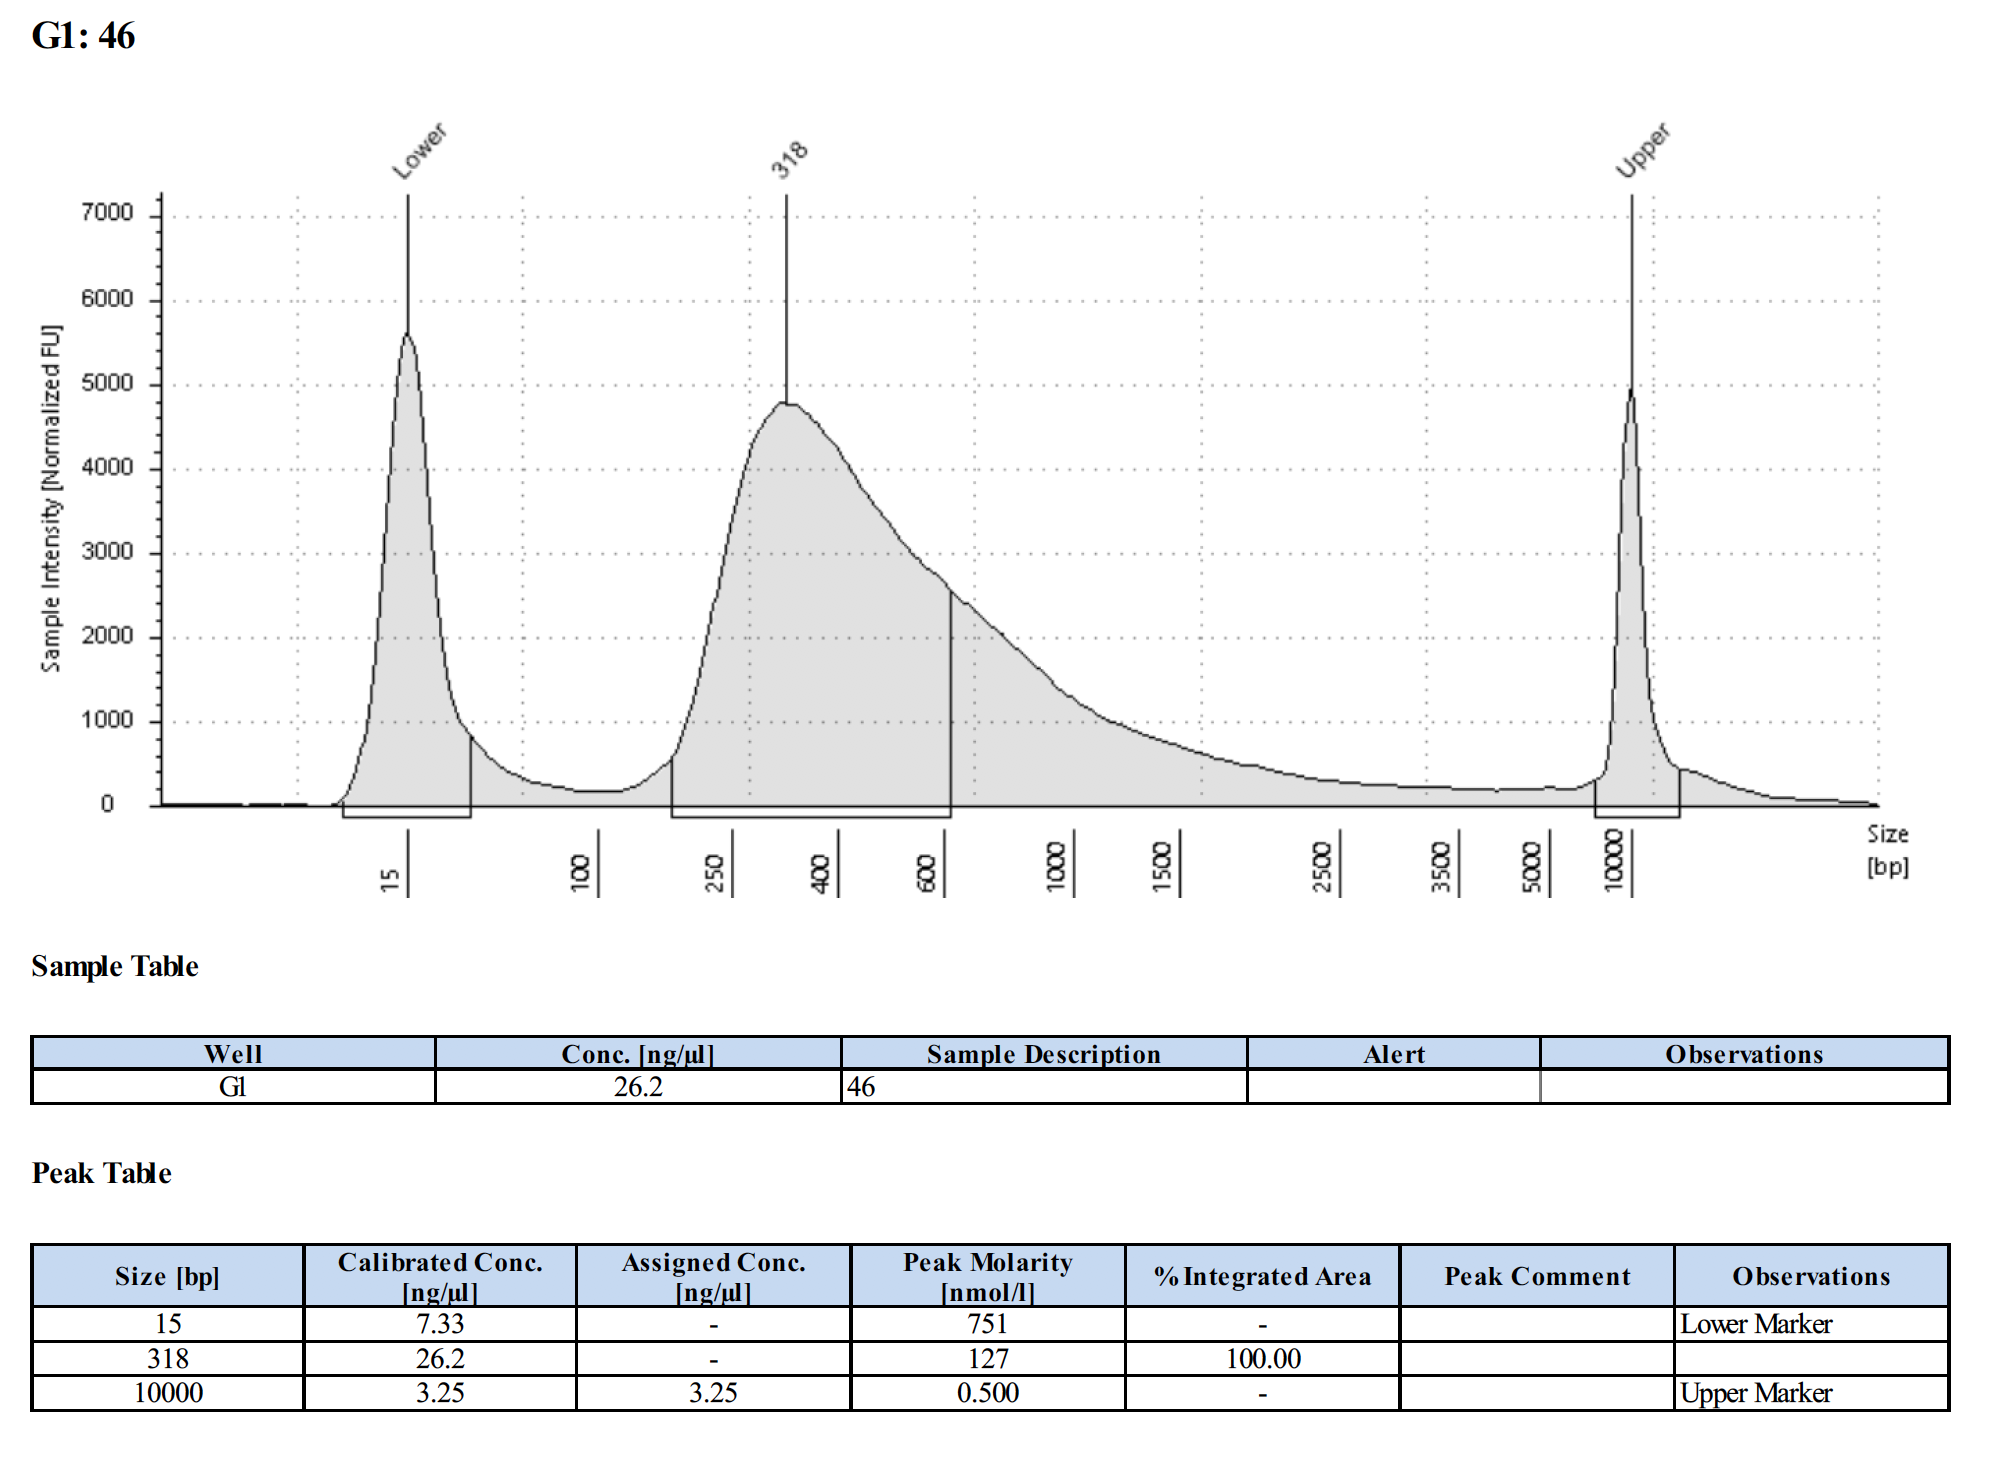 G1: 46
Lower
318
Upper
7000
6000
5000
4000
3000
2000
1000
0
Sample Intensity [Normalized FU]
15
100
250
400
600
1000
1500
2500
3500
5000
10000
Size
[bp]
Sample Table
Well Conc. [ng/µl] Sample Description Alert Observations
G1 26.2 46
Peak Table
Size [bp] Calibrated Conc. [ng/µl] Assigned Conc. [ng/µl] Peak Molarity [nmol/l] % Integrated Area Peak Comment Observations
15 7.33 - 751 - Lower Marker
318 26.2 - 127 100.00
10000 3.25 3.25 0.500 - Upper Marker